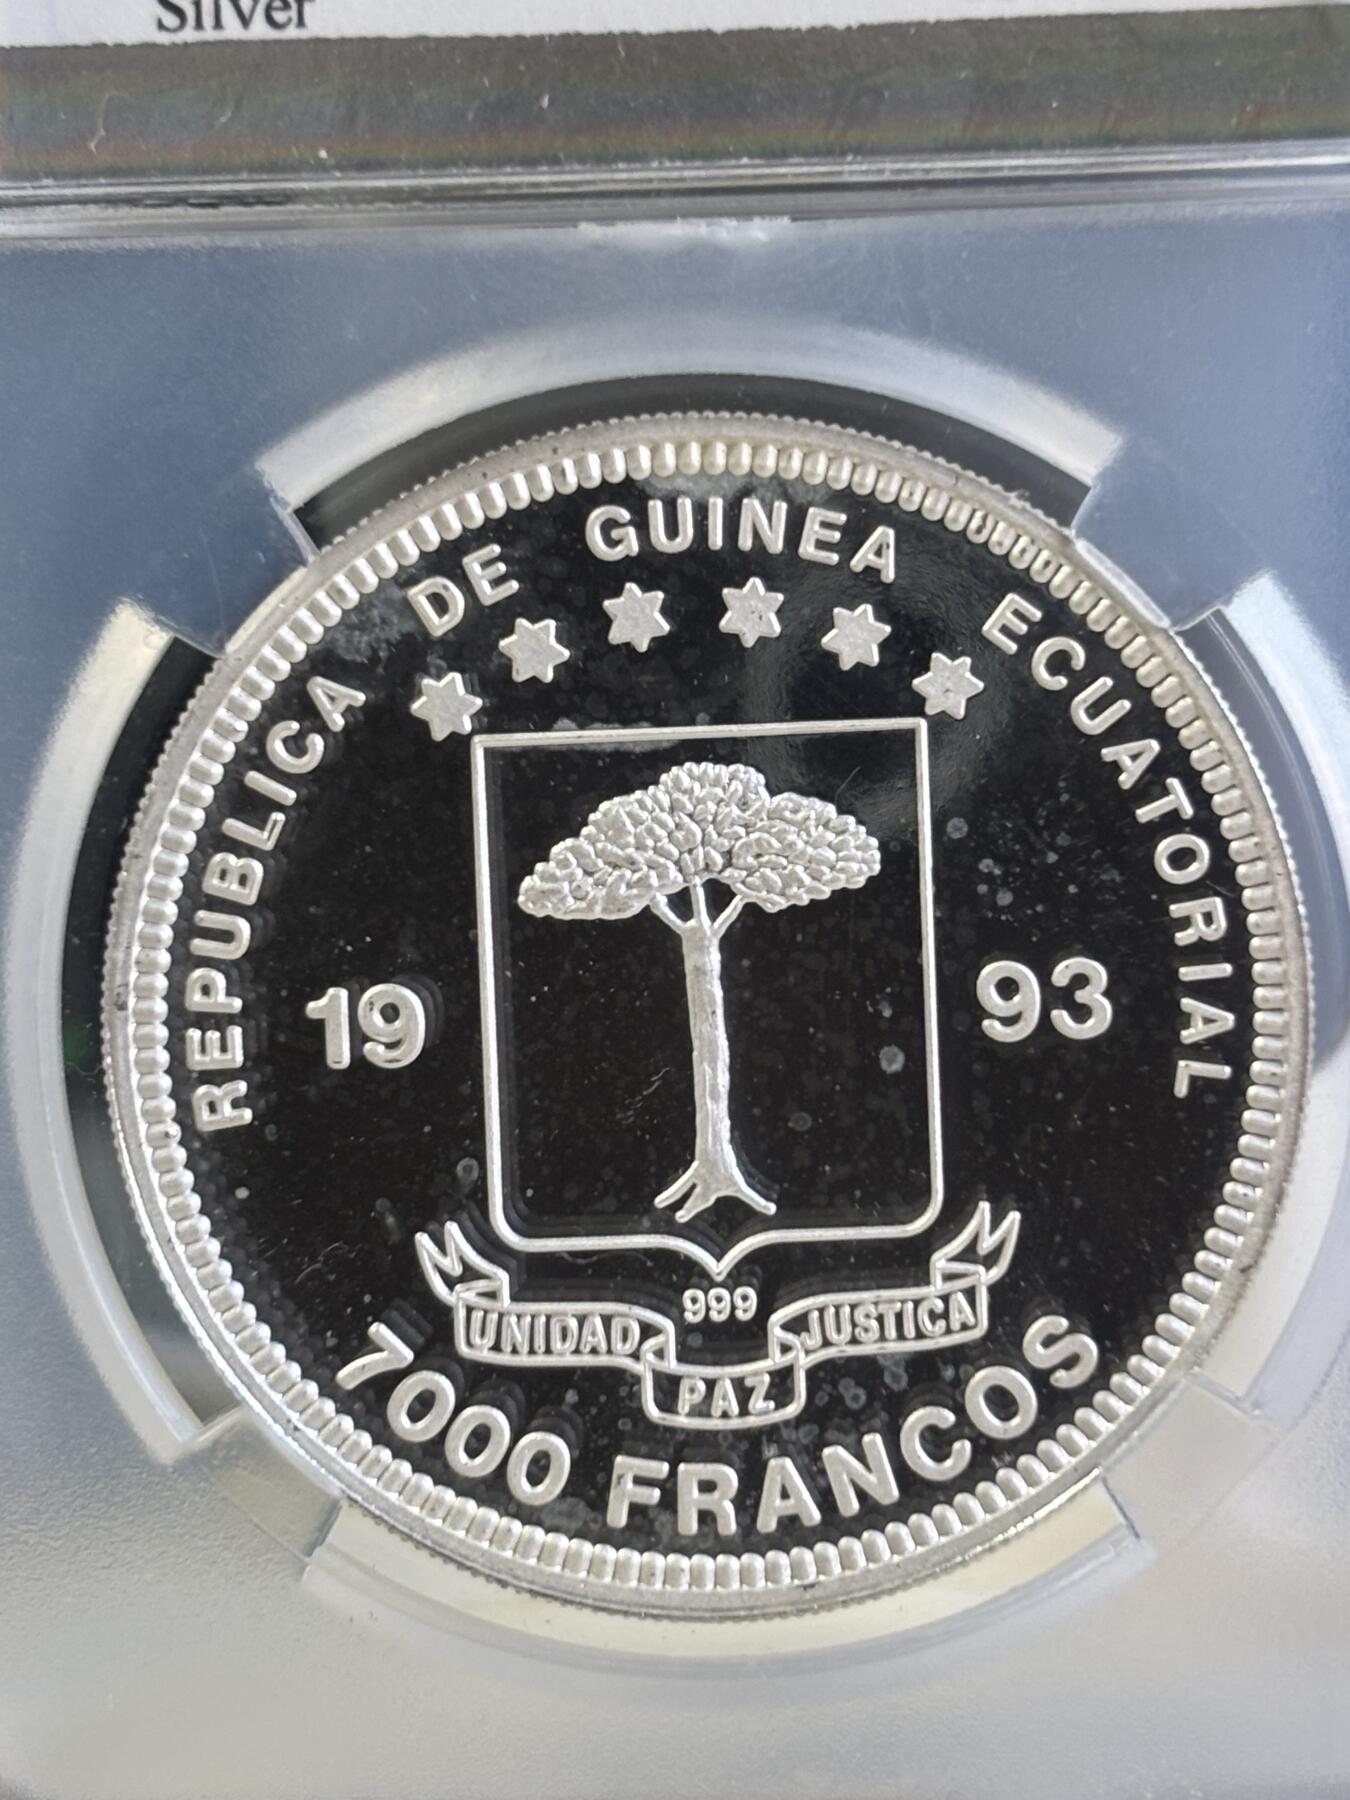 Silver
REPUBLICA DE GUINEA ECUATORIAL
19 93
999
UNIDAD PAZ JUSTICA
7000 FRANCOS